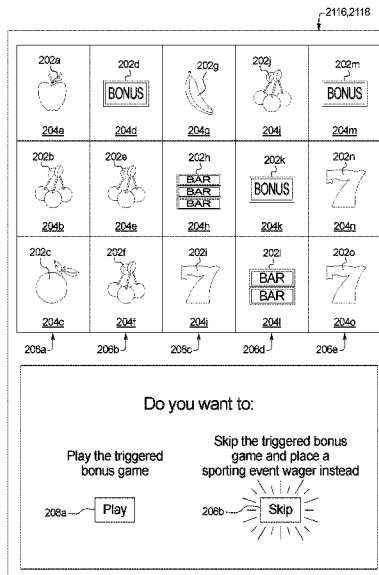 2116,2118
202a 202d 202g 202j 202m
BONUS BONUS
204a 204d 204g 204j 204m
202b 202e 202h 202k 202n
BAR
BAR
BAR
BONUS
7
204b 204e 204h 204k 204n
202c 202f 202i 202l 202o
7 BAR 7
BAR
204c 204f 204i 204l 204o
206a 206b 206c 206d 206e
Do you want to:
Play the triggered
bonus game
Skip the triggered bonus
game and place a
sporting event wager instead
208a Play
208b Skip